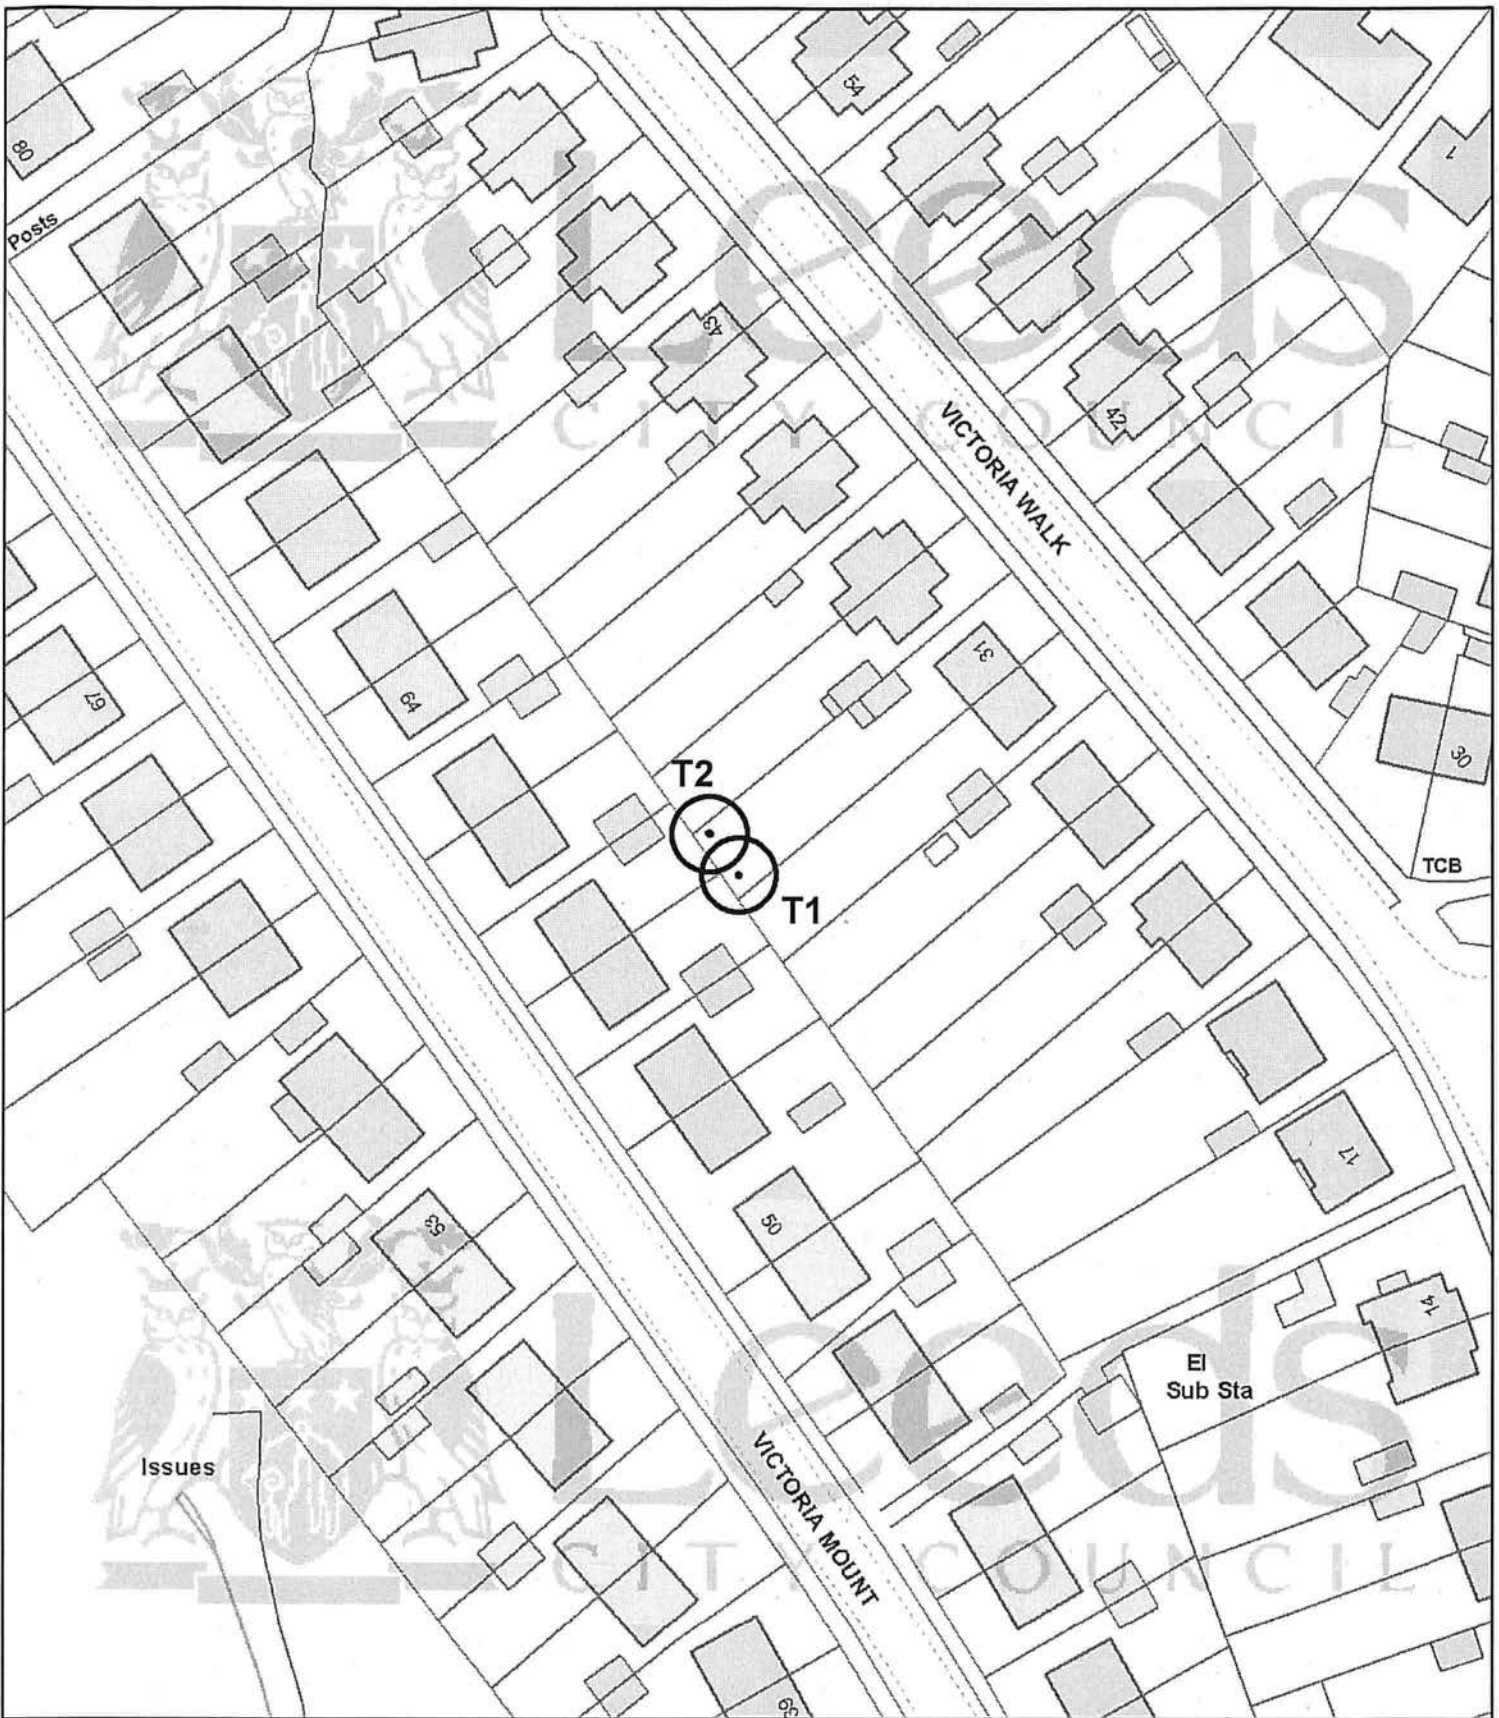 54
80
1
Posts
43
VICTORIA WALK
42
31
64
67
30
T2
TCB
T1
17
50
53
14
El
Sub Sta
Issues
VICTORIA MOUNT
39
Leeds
CITY COUNCIL
Leeds
CITY COUNCIL